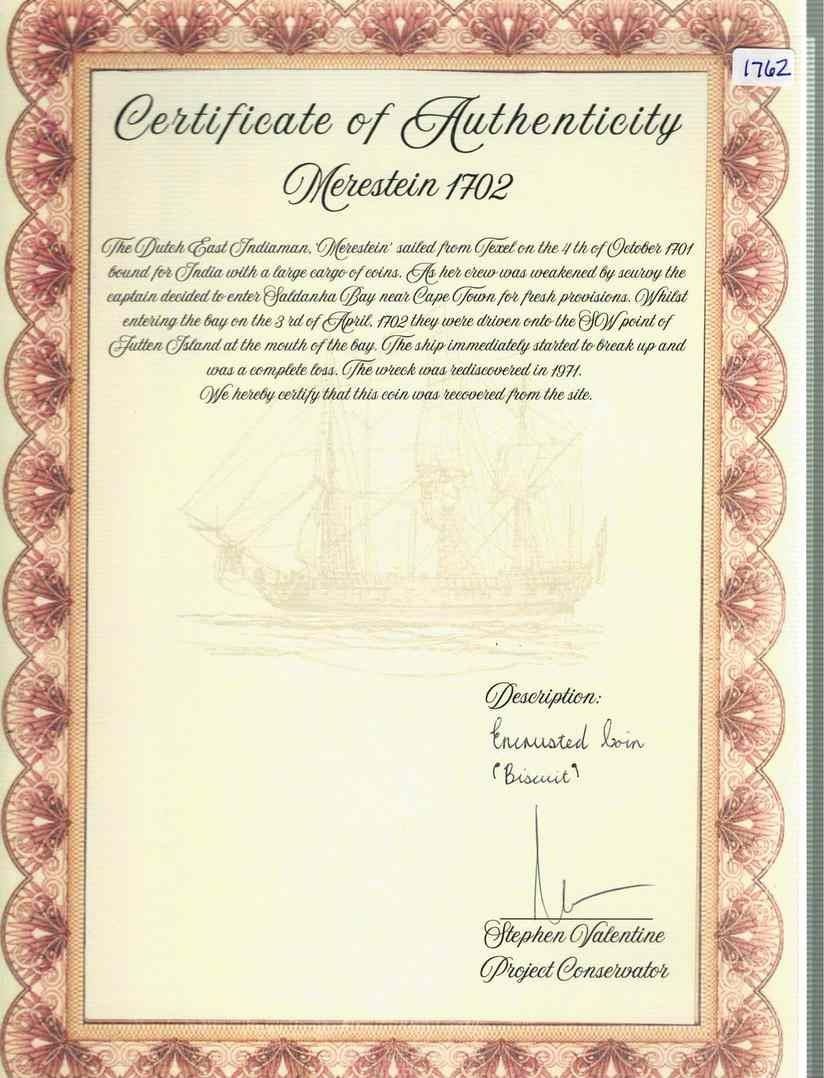 1762
Certificate of Authenticity
Merestein 1702
The Dutch East Indiaman, 'Merestein' sailed from Texel on the 4 th of October 1701
bound for India with a large cargo of coins. As her crew was weakened by scurvy the
captain decided to enter Saldanha Bay near Cape Town for fresh provisions. Whilst
entering the bay on the 3 rd of April, 1702 they were driven onto the SW point of
Jutten Island at the mouth of the bay. The ship immediately started to break up and
was a complete loss. The wreck was rediscovered in 1971.
We hereby certify that this coin was recovered from the site.
Description:
Encrusted Coin
"Biscuit"
Stephen Valentine
Project Conservator